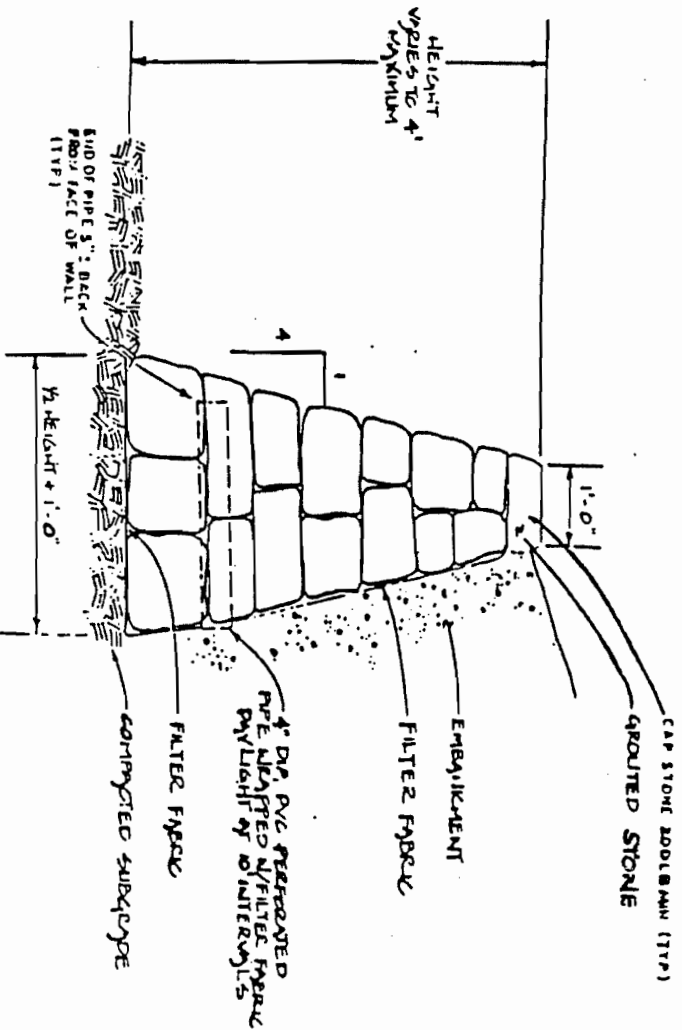 HEIGHT
VARIES TO 4'
MAXIMUM
END OF PIPE 3"± BACK
FROM FACE OF WALL
(TYP)
4
1
½ HEIGHT + 1'-0"
1'-0"
CAP STONE 200LB MIN (TYP)
GROUTED STONE
EMBANKMENT
FILTER FABRIC
4" DIA. PVC PERFORATED
PIPE WRAPPED W/FILTER FABRIC
DAYLIGHT AT 10' INTERVALS
FILTER FABRIC
COMPACTED SUBGRADE